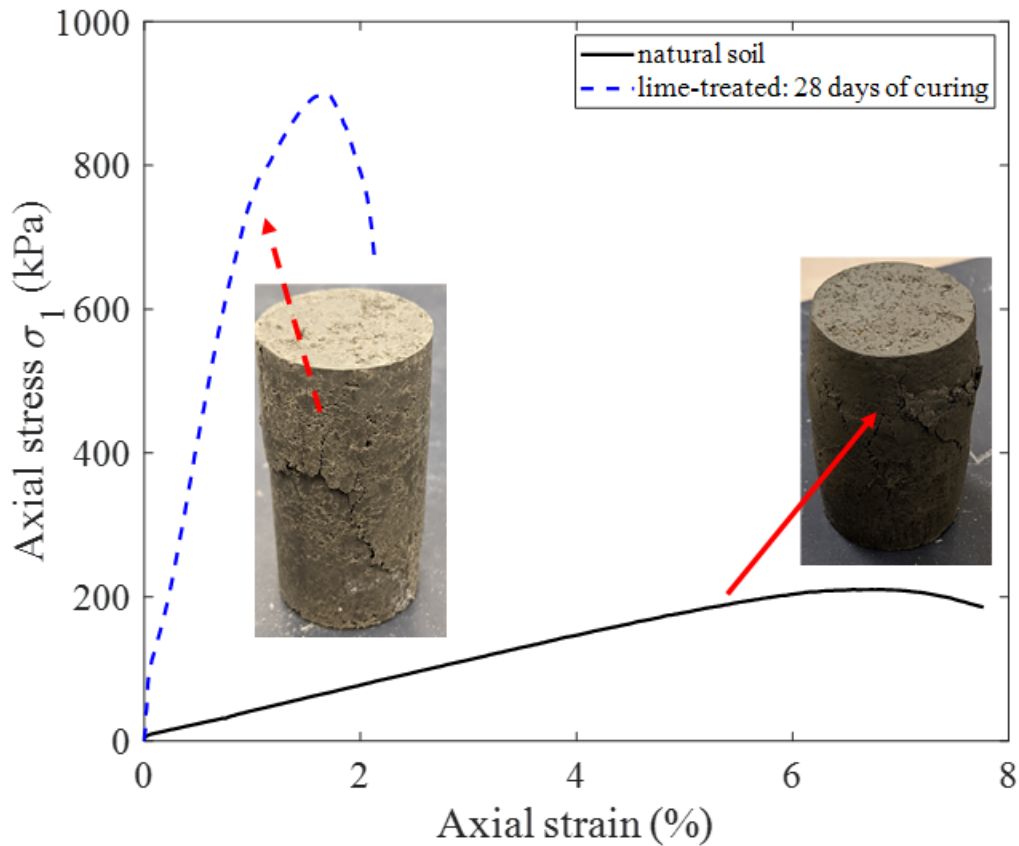 1000
800
600
400
200
0
0 2 4 6 8
Axial stress σ1 (kPa)
Axial strain (%)
natural soil
lime-treated: 28 days of curing